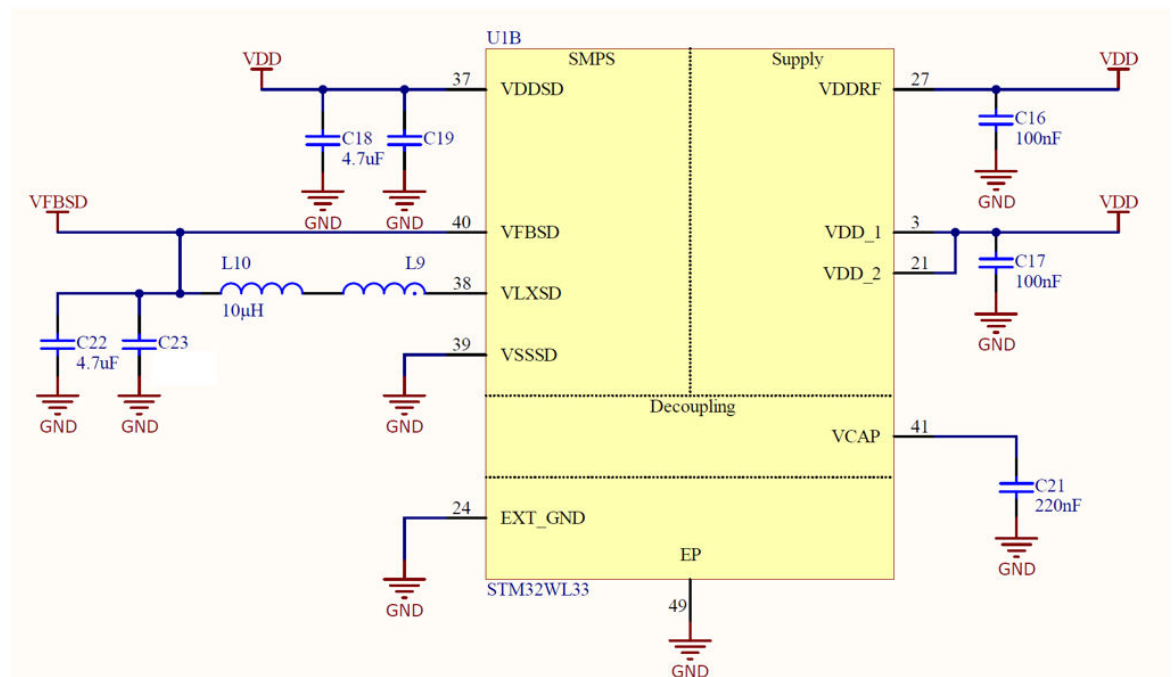 U1B
SMPS
Supply
VDD
37
VDDSD
C18
4.7uF
C19
GND
GND
VDDRF
27
VDD
C16
100nF
GND
VFBSD
40
VFBSD
VDD_1
3
VDD
VDD_2
21
C17
100nF
GND
L10
10µH
L9
38
VLXSD
C22
4.7uF
C23
GND
GND
39
VSSSD
GND
Decoupling
VCAP
41
C21
220nF
GND
24
EXT_GND
GND
EP
STM32WL33
49
GND